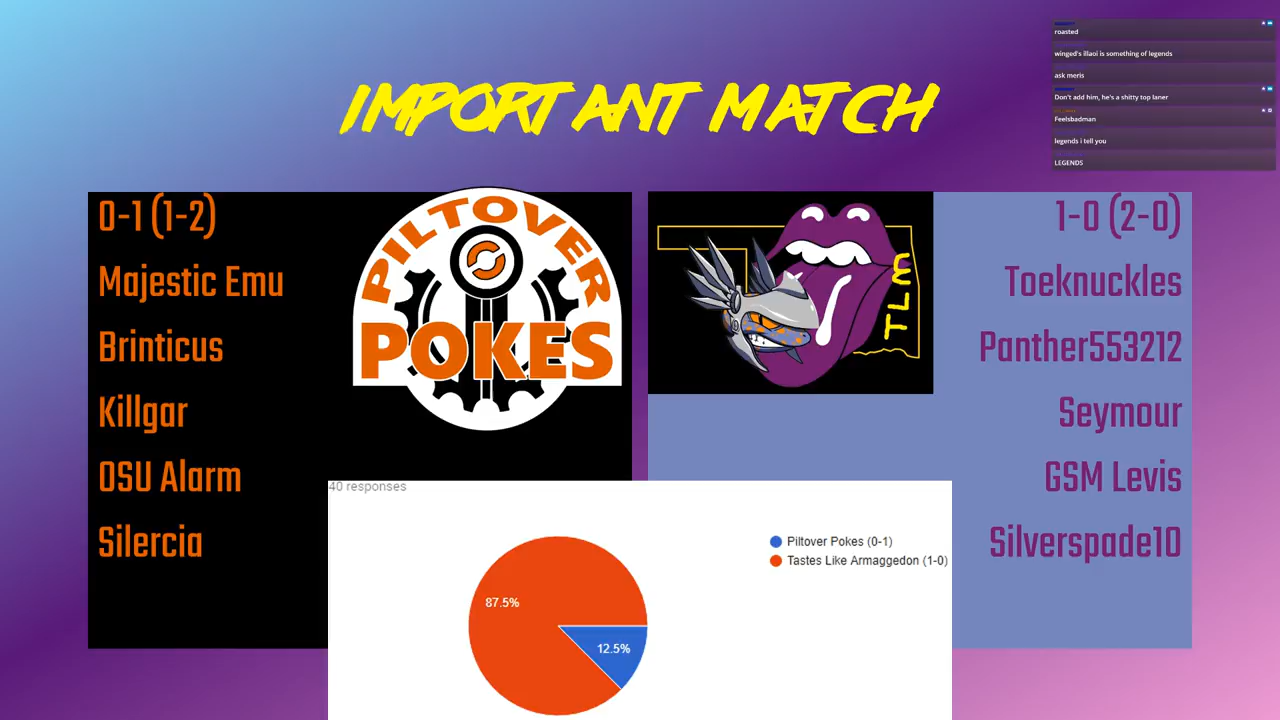 IMPORTANT MATCH
roasted
winged's illaoi is something of legends
ask meris
Don't add him, he's a shitty top laner
Feelsbadman
legends i tell you
LEGENDS
0-1 (1-2)
Majestic Emu
Brinticus
Killgar
OSU Alarm
Silercia
PILTOVER
POKES
TLM
1-0 (2-0)
Toeknuckles
Panther553212
Seymour
GSM Levis
Silverspade10
40 responses
Piltover Pokes (0-1)
Tastes Like Armaggedon (1-0)
87.5%
12.5%